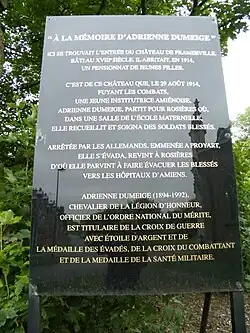 "À LA MÉMOIRE D'ADRIENNE DUMEIGE"
ICI SE TROUVAIT L'ENTRÉE DU CHÂTEAU DE FRAMERVILLE,
BÂTEAU XVIIIᵉ SIÈCLE. IL ABRITAIT, EN 1914,
UN PENSIONNAT DE JEUNES FILLES.
C'EST DE CE CHÂTEAU QUE, LE 29 AOÛT 1914,
FUYANT LES COMBATS,
UNE JEUNE INSTITUTRICE AMIÉNOISE,
ADRIENNE DUMEIGE, PARTIT POUR ROSIÈRES OÙ,
DANS UNE SALLE DE L'ÉCOLE MATERNELLE,
ELLE RECUEILLIT ET SOIGNA DES SOLDATS BLESSÉS.
ARRÊTÉE PAR LES ALLEMANDS, EMMENÉE A PROYART,
ELLE S'ÉVADA, REVINT À ROSIÈRES
D'OÙ ELLE PARVINT À FAIRE ÉVACUER LES BLESSÉS
VERS LES HÔPITAUX D'AMIENS.
ADRIENNE DUMEIGE (1894-1992),
CHEVALIER DE LA LÉGION D'HONNEUR,
OFFICIER DE L'ORDRE NATIONAL DU MÉRITE,
EST TITULAIRE DE LA CROIX DE GUERRE
AVEC ÉTOILE D'ARGENT ET DE
LA MÉDAILLE DES ÉVADÉS, DE LA CROIX DU COMBATTANT
ET DE LA MEDAILLE DE LA SANTÉ MILITAIRE.